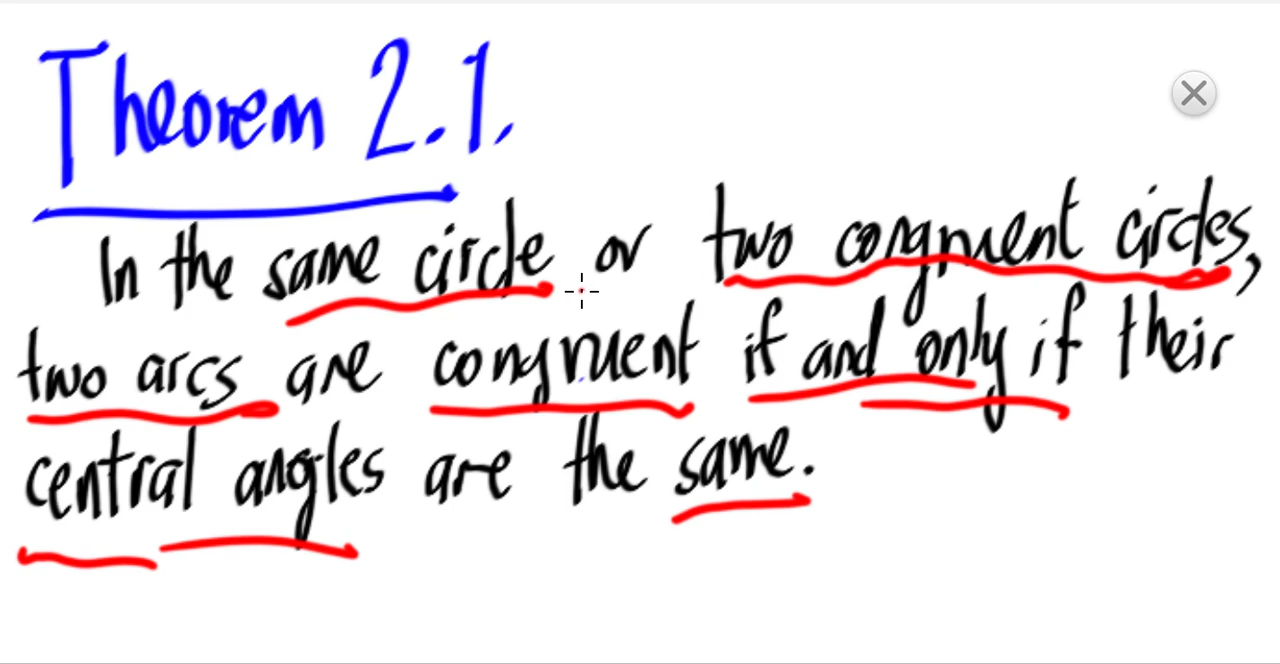 Theorem 2.1.
In the same circle or two congruent circles,
two arcs are congruent if and only if their
central angles are the same.